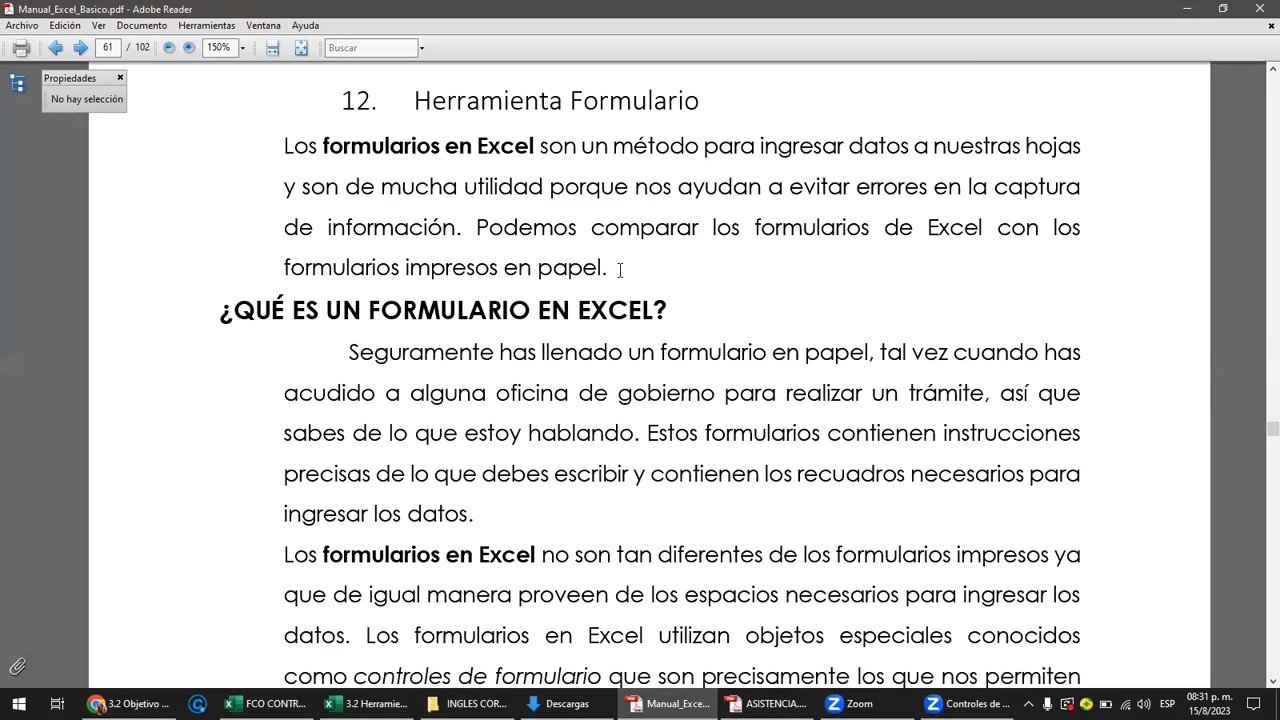 Manual_Excel_Basico.pdf - Adobe Reader
Archivo Edición Ver Documento Herramientas Ventana Ayuda
61 / 102 150% Buscar
Propiedades
No hay selección
12. Herramienta Formulario
Los formularios en Excel son un método para ingresar datos a nuestras hojas
y son de mucha utilidad porque nos ayudan a evitar errores en la captura
de información. Podemos comparar los formularios de Excel con los
formularios impresos en papel.
¿QUÉ ES UN FORMULARIO EN EXCEL?
Seguramente has llenado un formulario en papel, tal vez cuando has
acudido a alguna oficina de gobierno para realizar un trámite, así que
sabes de lo que estoy hablando. Estos formularios contienen instrucciones
precisas de lo que debes escribir y contienen los recuadros necesarios para
ingresar los datos.
Los formularios en Excel no son tan diferentes de los formularios impresos ya
que de igual manera proveen de los espacios necesarios para ingresar los
datos. Los formularios en Excel utilizan objetos especiales conocidos
como controles de formulario que son precisamente los que nos permiten
3.2 Objetivo ... FCO CONTR... 3.2 Herramie... INGLES COR... Descargas Manual_Exce... ASISTENCIA.... Zoom Controles de ... ESP 08:31 p. m.
15/8/2023